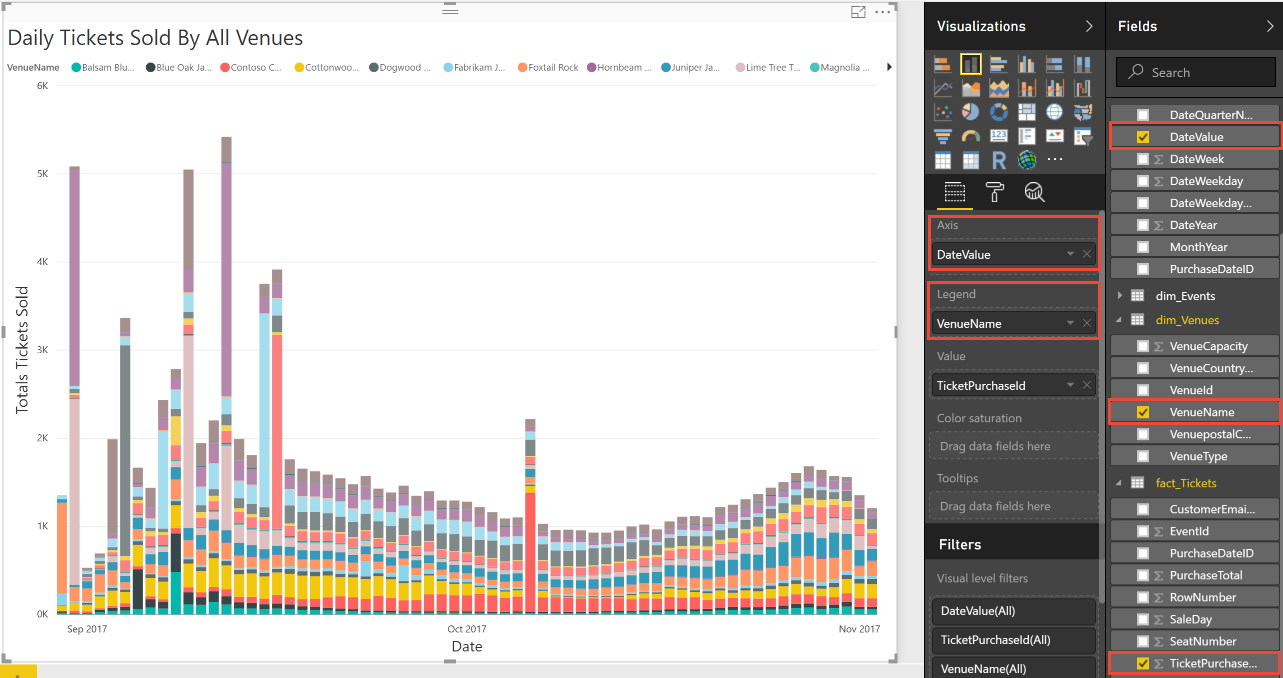 Daily Tickets Sold By All Venues
VenueName Balsam Blu... Blue Oak Ja... Contoso C... Cottonwoo... Dogwood ... Fabrikam J... Foxtail Rock Hornbeam ... Juniper Ja... Lime Tree T... Magnolia ...
6K
5K
4K
3K
2K
1K
0K
Totals Tickets Sold
Sep 2017 Oct 2017 Nov 2017
Date
Visualizations
123
R
Axis
DateValue
Legend
VenueName
Value
TicketPurchaseId
Color saturation
Drag data fields here
Tooltips
Drag data fields here
Filters
Visual level filters
DateValue(All)
TicketPurchaseId(All)
VenueName(All)
Fields
Search
DateQuarterN...
DateValue
Σ DateWeek
Σ DateWeekday
DateWeekday...
Σ DateYear
MonthYear
PurchaseDateID
dim_Events
dim_Venues
Σ VenueCapacity
VenueCountry...
VenueId
VenueName
VenuepostalC...
VenueType
fact_Tickets
CustomerEmai...
Σ EventId
PurchaseDateID
Σ PurchaseTotal
Σ RowNumber
Σ SaleDay
Σ SeatNumber
Σ TicketPurchase...